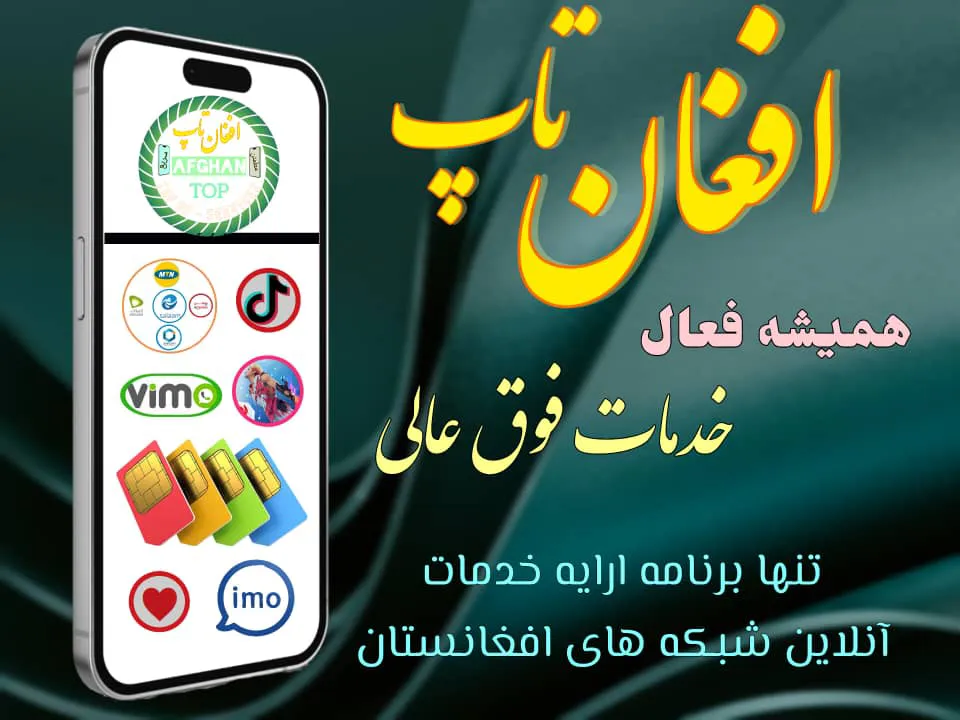 افغان تاپ
همیشه فعال
خدمات فوق عالی
تنها برنامه ارایه خدمات
آنلاین شبکه های افغانستان
افغان تاپ
AFGHAN
TOP
MTN
salaam
vimo
imo